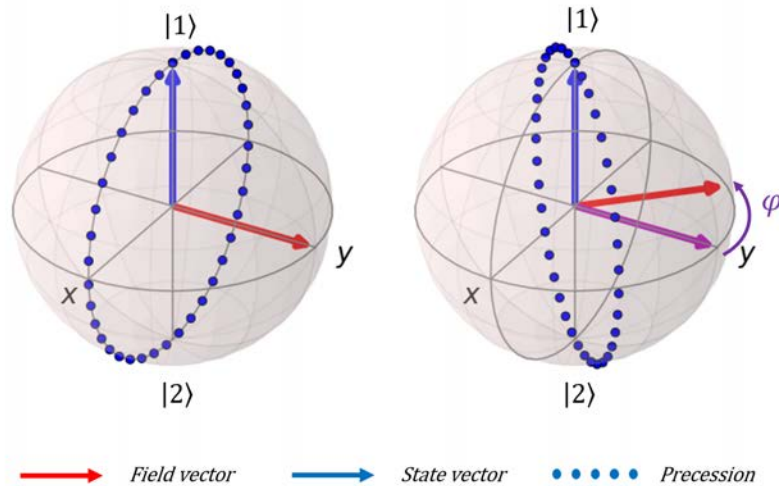 |1⟩ |1⟩
φ
y y
x x
|2⟩ |2⟩
Field vector State vector Precession